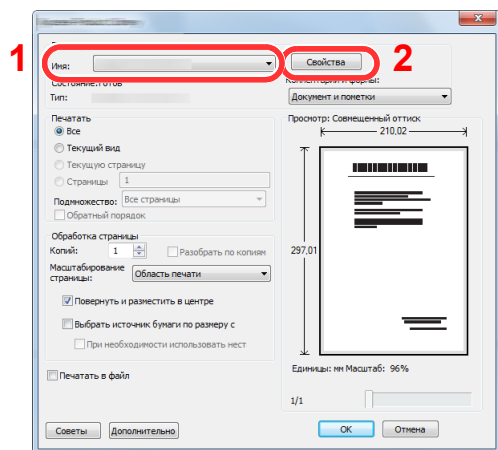 1
2
Имя:
Свойства
Состояние: Готов
Комментарии и формы:
Тип:
Документ и пометки
Печатать
Просмотр: Совмещенный оттиск
Все
210,02
Текущий вид
Текущую страницу
Страницы
1
Подмножество:
Все страницы
Обратный порядок
Обработка страницы
Копий:
1
Разобрать по копиям
297,01
Масштабирование
страницы:
Область печати
Повернуть и разместить в центре
Выбрать источник бумаги по размеру с
При необходимости использовать нест
Единицы: мм Масштаб: 96%
Печатать в файл
1/1
Советы
Дополнительно
OK
Отмена